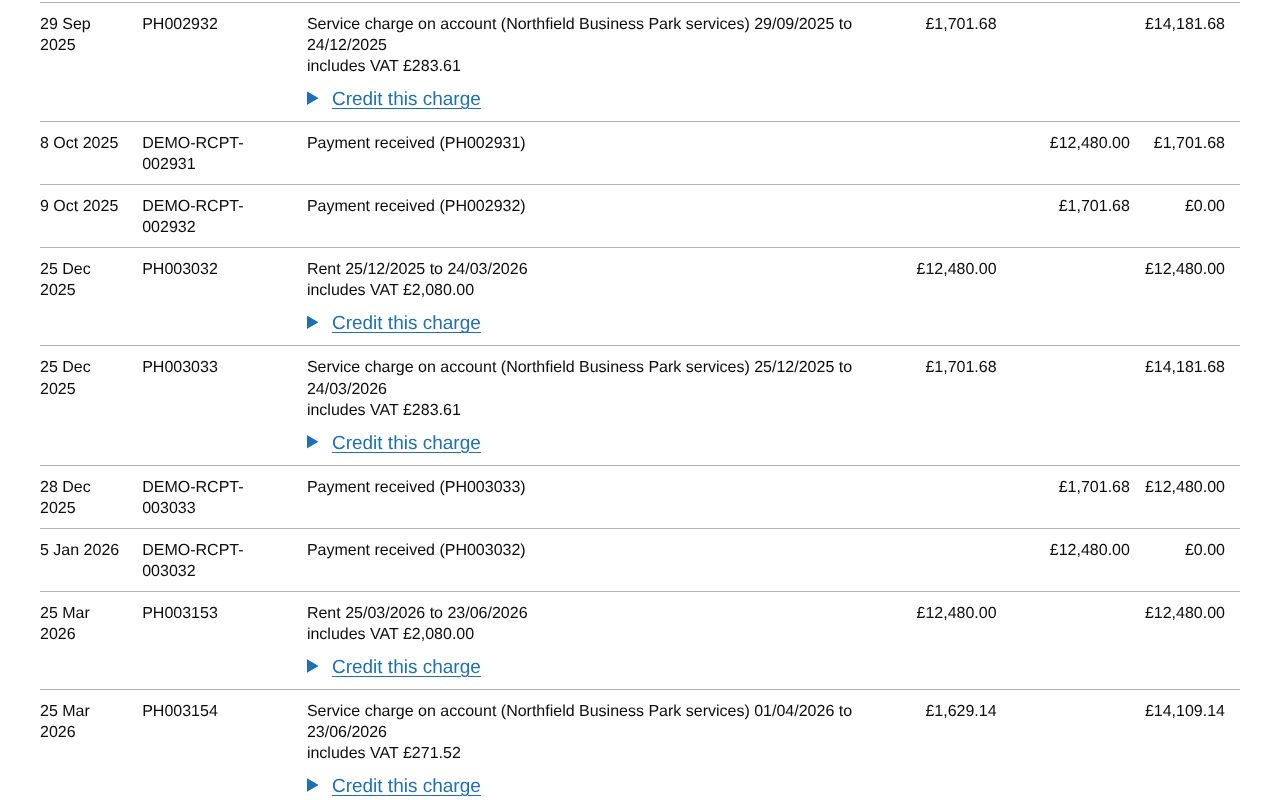 29 Sep PH002932 Service charge on account (Northfield Business Park services) 29/09/2025 to £1,701.68 £14,181.68
2025 24/12/2025
includes VAT £283.61
Credit this charge
8 Oct 2025 DEMO-RCPT- Payment received (PH002931) £12,480.00 £1,701.68
002931
9 Oct 2025 DEMO-RCPT- Payment received (PH002932) £1,701.68 £0.00
002932
25 Dec PH003032 Rent 25/12/2025 to 24/03/2026 £12,480.00 £12,480.00
2025 includes VAT £2,080.00
Credit this charge
25 Dec PH003033 Service charge on account (Northfield Business Park services) 25/12/2025 to £1,701.68 £14,181.68
2025 24/03/2026
includes VAT £283.61
Credit this charge
28 Dec DEMO-RCPT- Payment received (PH003033) £1,701.68 £12,480.00
2025 003033
5 Jan 2026 DEMO-RCPT- Payment received (PH003032) £12,480.00 £0.00
003032
25 Mar PH003153 Rent 25/03/2026 to 23/06/2026 £12,480.00 £12,480.00
2026 includes VAT £2,080.00
Credit this charge
25 Mar PH003154 Service charge on account (Northfield Business Park services) 01/04/2026 to £1,629.14 £14,109.14
2026 23/06/2026
includes VAT £271.52
Credit this charge